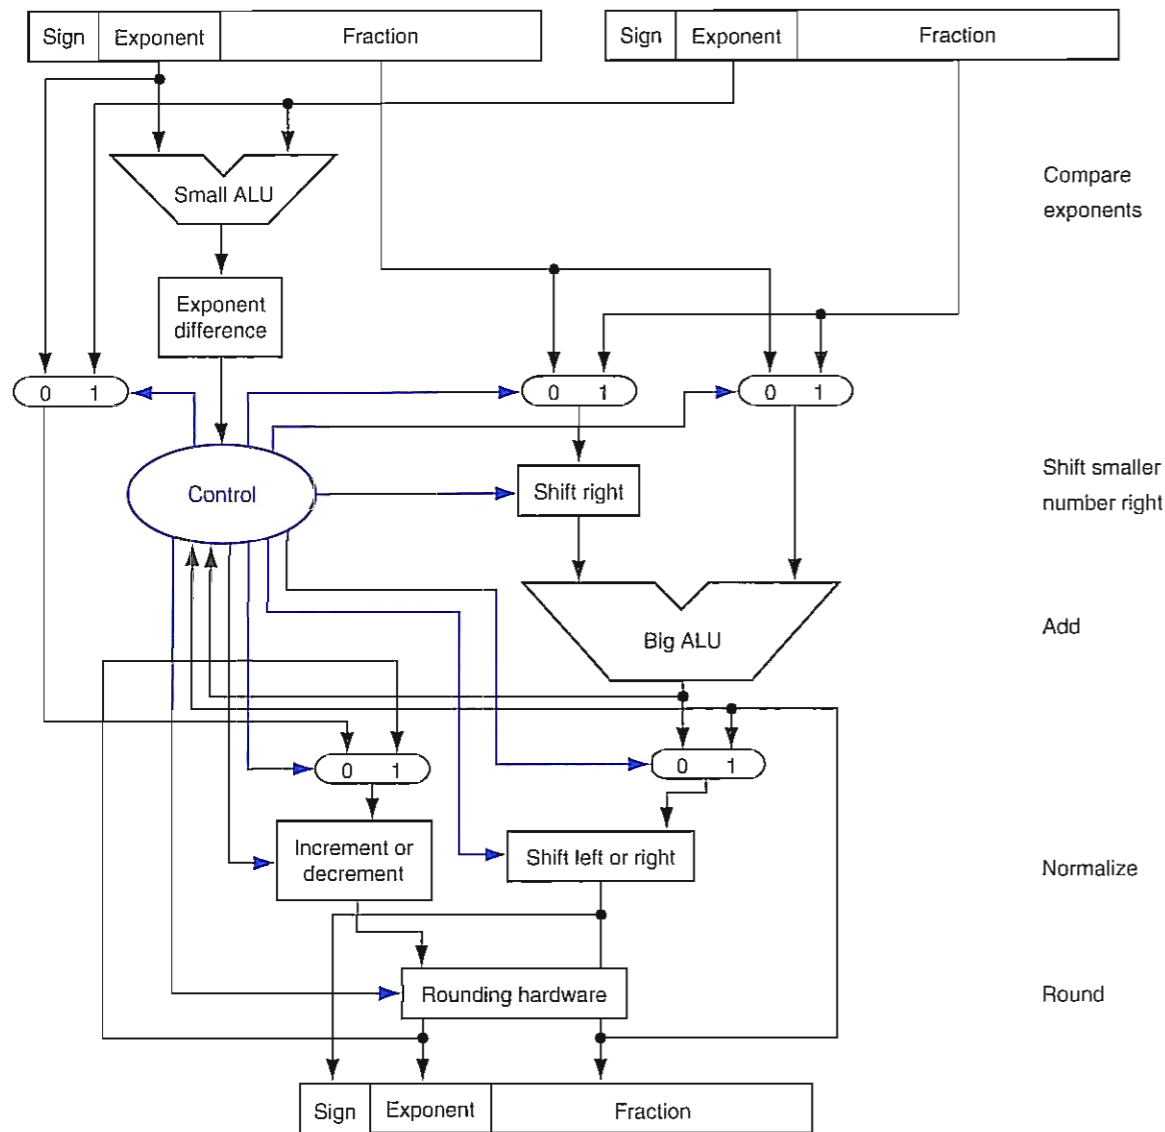 Sign Exponent Fraction Sign Exponent Fraction
Small ALU
Compare
exponents
Exponent
difference
0 1 0 1 0 1
Control
Shift right
Shift smaller
number right
Big ALU
Add
0 1 0 1
Increment or
decrement
Shift left or right
Normalize
Rounding hardware
Round
Sign Exponent Fraction